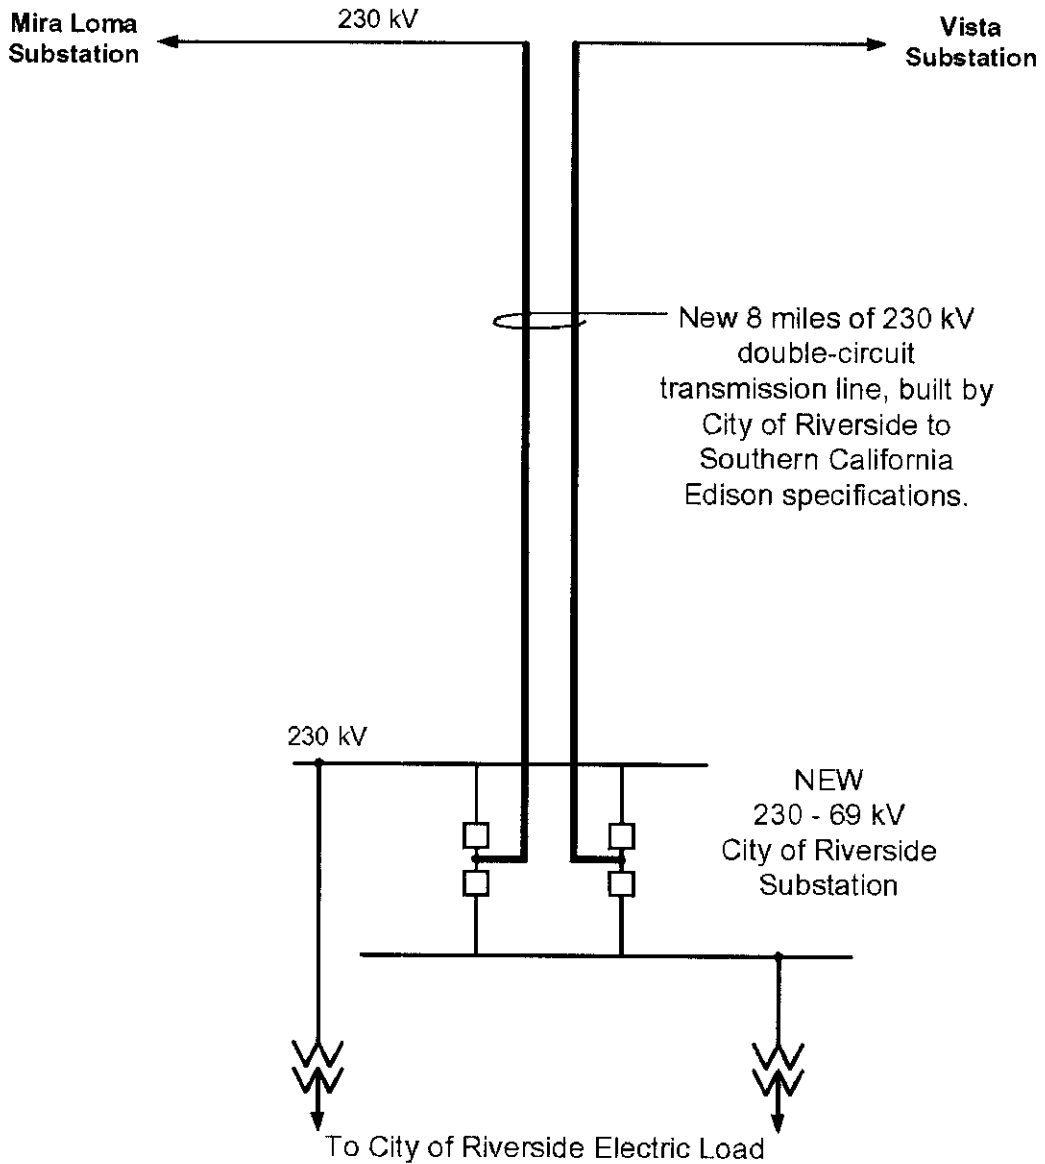 Mira Loma
Substation
230 kV
Vista
Substation
New 8 miles of 230 kV
double-circuit
transmission line, built by
City of Riverside to
Southern California
Edison specifications.
230 kV
NEW
230 - 69 kV
City of Riverside
Substation
To City of Riverside Electric Load